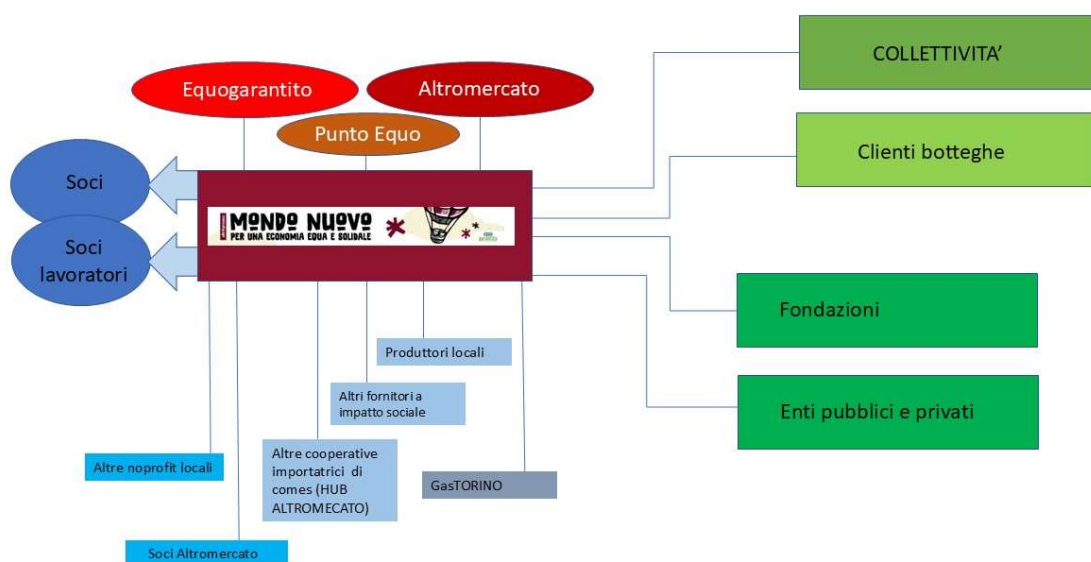 COLLETTIVITA’
Equogarantito
Altromercato
Punto Equo
Clienti botteghe
Soci
MONDO NUOVO
PER UNA ECONOMIA EQUA E SOLIDALE
Soci
lavoratori
Fondazioni
Produttori locali
Altri fornitori a
impatto sociale
Enti pubblici e privati
Altre noprofit locali
Altre cooperative
importatrici di
comes (HUB
ALTROMECATO)
GasTORINO
Soci Altromercato